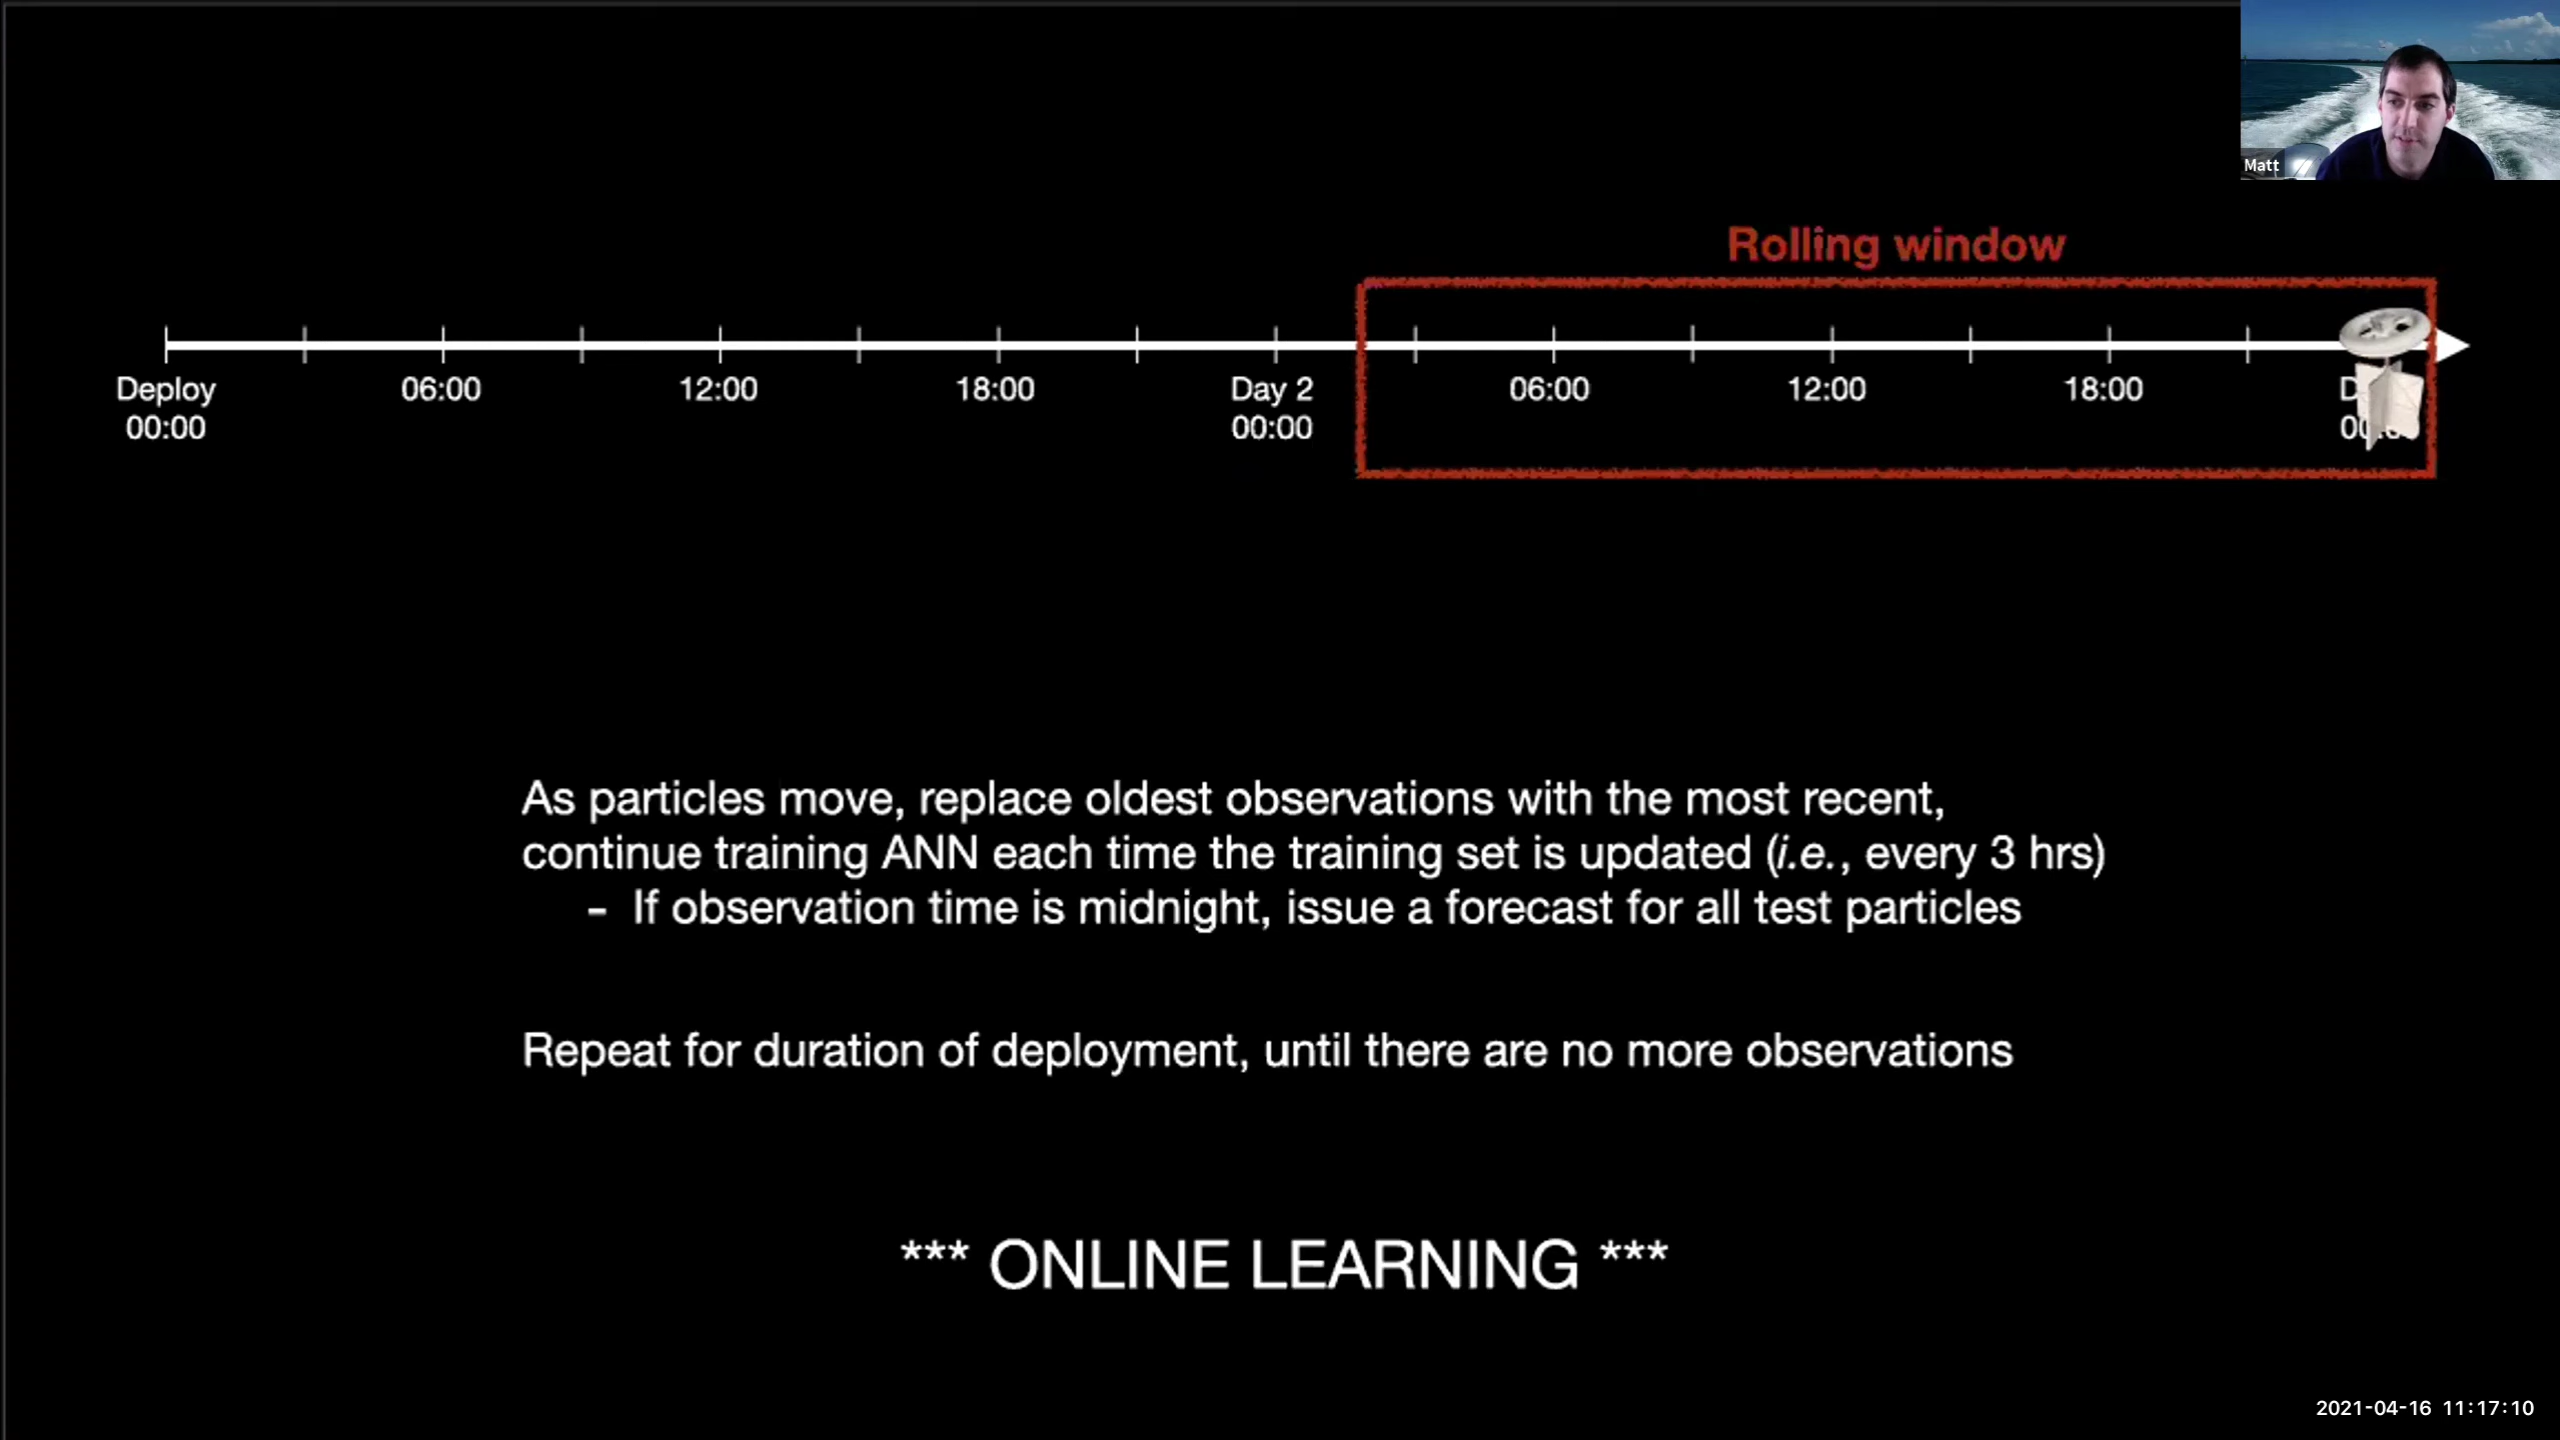 Matt
Rolling window
Deploy 06:00 12:00 18:00 Day 2 06:00 12:00 18:00
00:00 00:00
As particles move, replace oldest observations with the most recent,
continue training ANN each time the training set is updated (i.e., every 3 hrs)
- If observation time is midnight, issue a forecast for all test particles
Repeat for duration of deployment, until there are no more observations
*** ONLINE LEARNING ***
2021-04-16 11:17:10